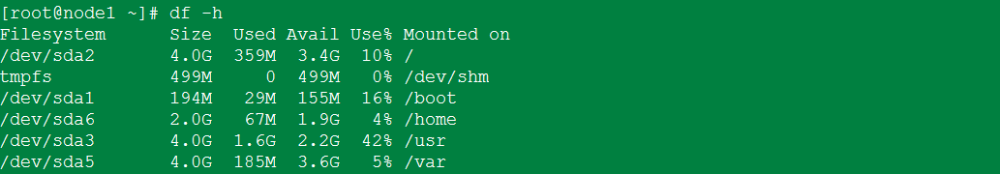 [root@node1 ~]# df -h
Filesystem      Size  Used Avail Use% Mounted on
/dev/sda2       4.0G  359M  3.4G  10% /
tmpfs           499M     0  499M   0% /dev/shm
/dev/sda1       194M   29M  155M  16% /boot
/dev/sda6       2.0G   67M  1.9G   4% /home
/dev/sda3       4.0G  1.6G  2.2G  42% /usr
/dev/sda5       4.0G  185M  3.6G   5% /var